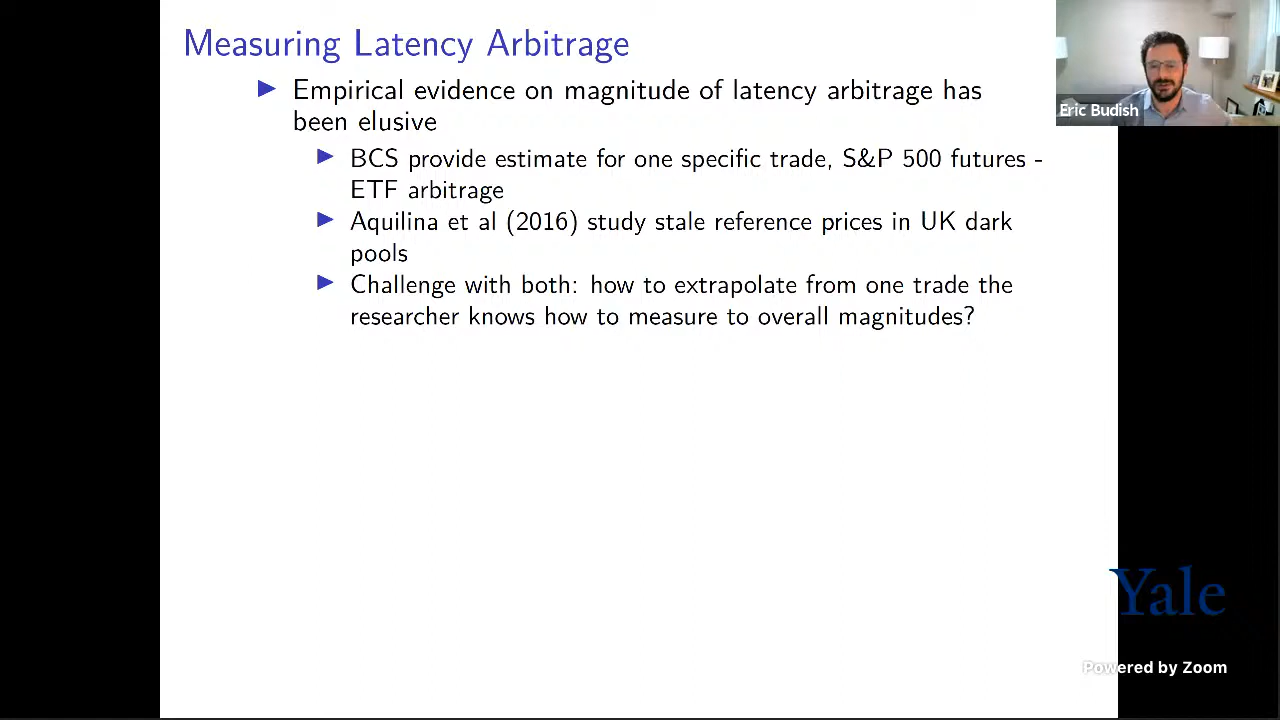 Measuring Latency Arbitrage
▶ Empirical evidence on magnitude of latency arbitrage has
been elusive
▶ BCS provide estimate for one specific trade, S&P 500 futures -
ETF arbitrage
▶ Aquilina et al (2016) study stale reference prices in UK dark
pools
▶ Challenge with both: how to extrapolate from one trade the
researcher knows how to measure to overall magnitudes?
Eric Budish
Yale
Powered by Zoom